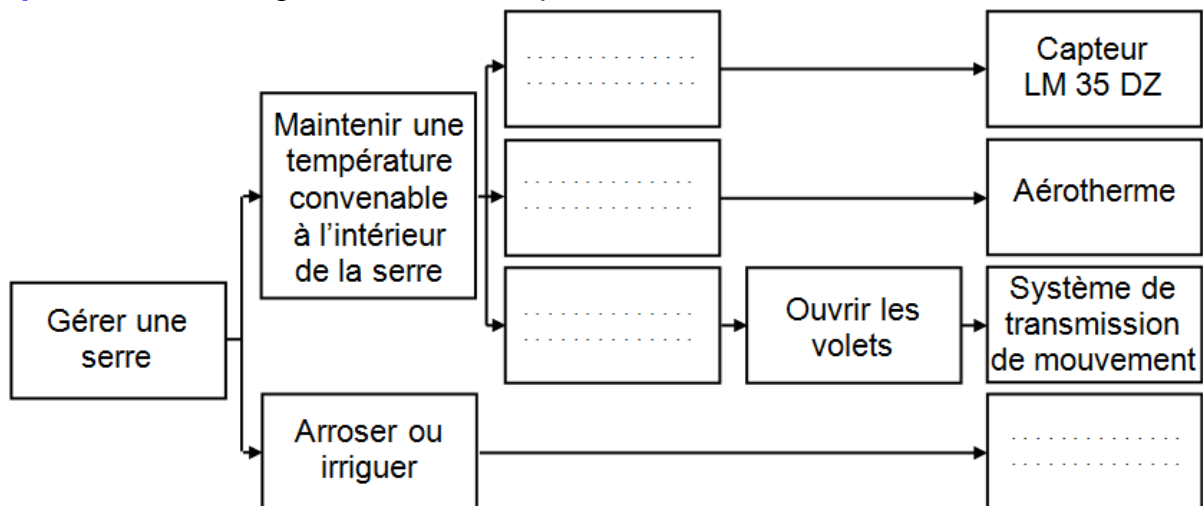 Gérer une
serre
Maintenir une
température
convenable
à l'intérieur
de la serre
Arroser ou
irriguer
. . . . . . . . . . . . . .
. . . . . . . . . . . . . .
Capteur
LM 35 DZ
. . . . . . . . . . . . . .
. . . . . . . . . . . . . .
Aérotherme
. . . . . . . . . . . . . .
. . . . . . . . . . . . . .
Ouvrir les
volets
Système de
transmission
de mouvement
. . . . . . . . . . . . . .
. . . . . . . . . . . . . .